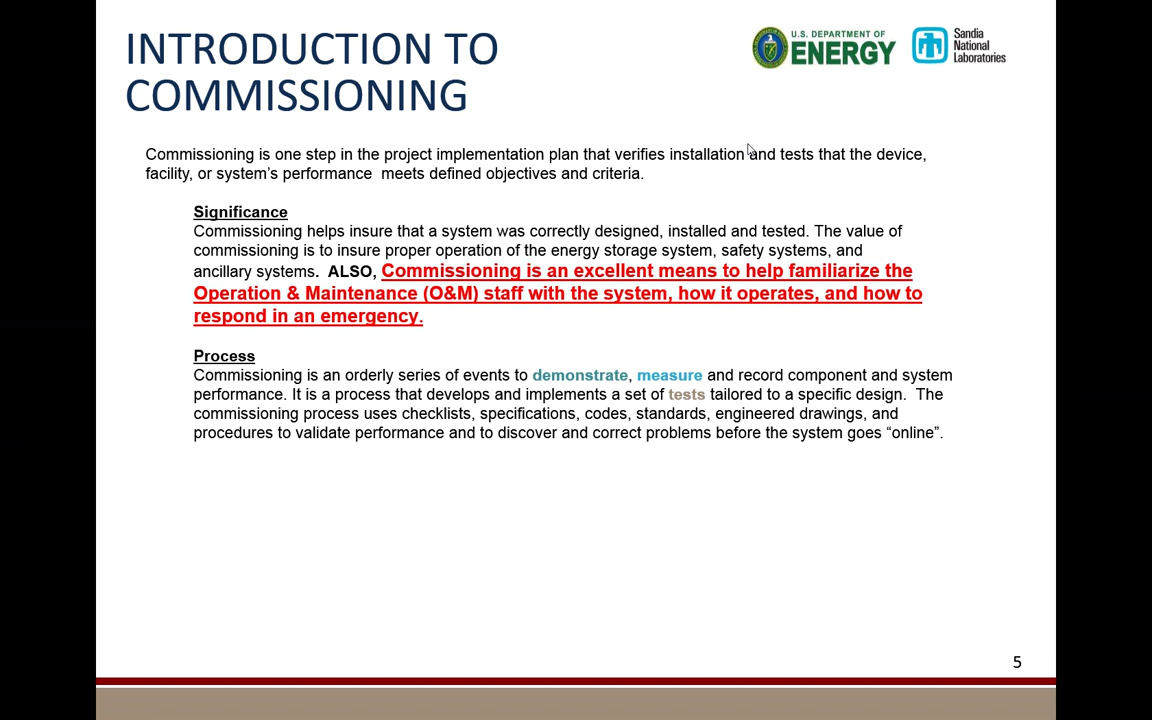 INTRODUCTION TO
COMMISSIONING
U.S. DEPARTMENT OF
ENERGY
Sandia
National
Laboratories
Commissioning is one step in the project implementation plan that verifies installation and tests that the device,
facility, or system’s performance  meets defined objectives and criteria.
Significance
Commissioning helps insure that a system was correctly designed, installed and tested. The value of
commissioning is to insure proper operation of the energy storage system, safety systems, and
ancillary systems.  ALSO, Commissioning is an excellent means to help familiarize the
Operation & Maintenance (O&M) staff with the system, how it operates, and how to
respond in an emergency.
Process
Commissioning is an orderly series of events to demonstrate, measure and record component and system
performance. It is a process that develops and implements a set of tests tailored to a specific design.  The
commissioning process uses checklists, specifications, codes, standards, engineered drawings, and
procedures to validate performance and to discover and correct problems before the system goes “online”.
5